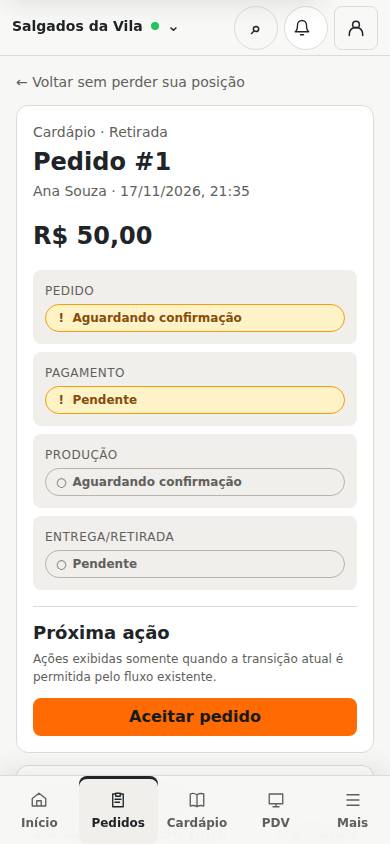 Salgados da Vila
← Voltar sem perder sua posição
Cardápio · Retirada
Pedido #1
Ana Souza · 17/11/2026, 21:35
R$ 50,00
PEDIDO
! Aguardando confirmação
PAGAMENTO
! Pendente
PRODUÇÃO
○ Aguardando confirmação
ENTREGA/RETIRADA
○ Pendente
Próxima ação
Ações exibidas somente quando a transição atual é
permitida pelo fluxo existente.
Aceitar pedido
Início
Pedidos
Cardápio
PDV
Mais